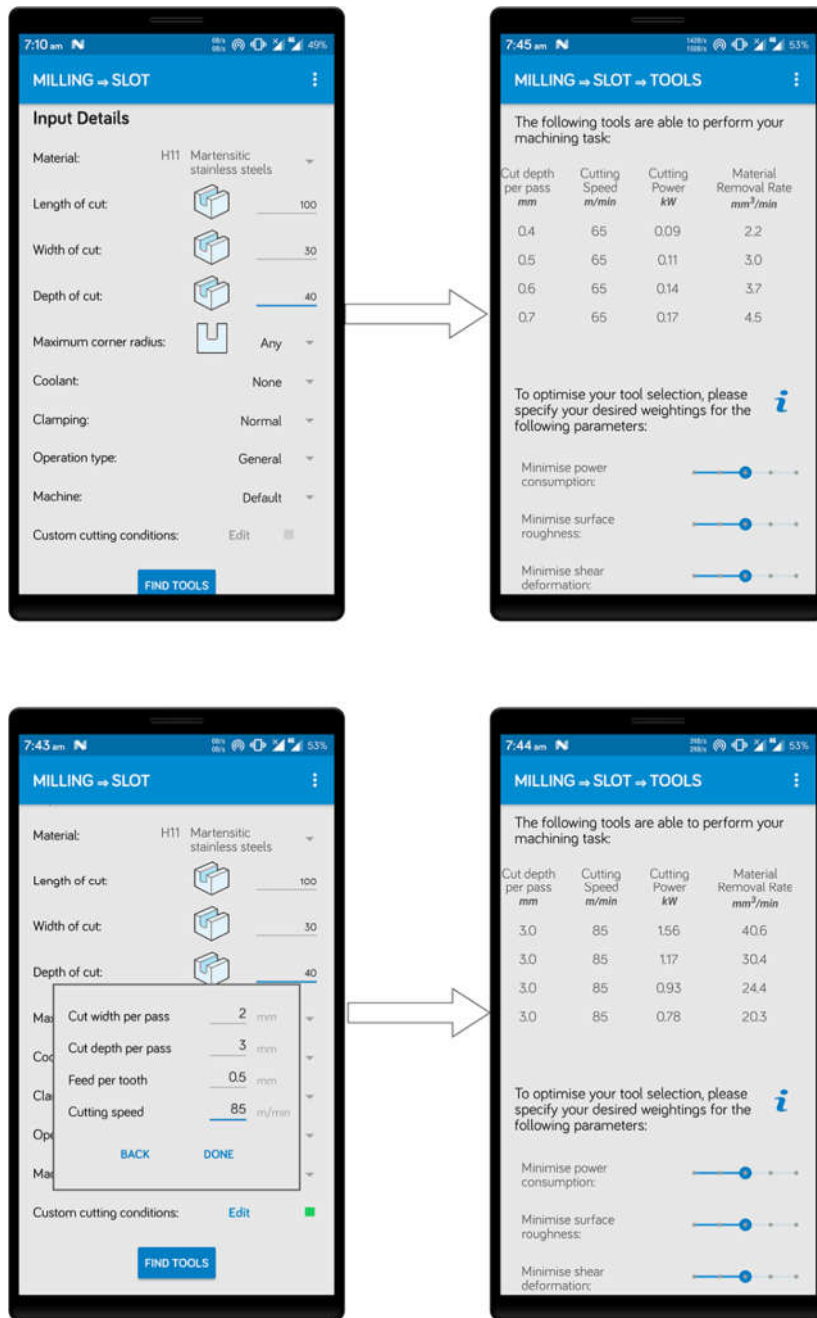 7:10 am N 49%
MILLING ⇒ SLOT
Input Details
Material: H11 Martensitic
stainless steels
Length of cut: 100
Width of cut: 30
Depth of cut: 40
Maximum corner radius: Any
Coolant: None
Clamping: Normal
Operation type: General
Machine: Default
Custom cutting conditions: Edit
FIND TOOLS
7:45 am N 53%
MILLING ⇒ SLOT ⇒ TOOLS
The following tools are able to perform your
machining task:
Cut depth Cutting Cutting Material
per pass Speed Power Removal Rate
mm m/min kW mm³/min
0.4 65 0.09 2.2
0.5 65 0.11 3.0
0.6 65 0.14 3.7
0.7 65 0.17 4.5
To optimise your tool selection, please
specify your desired weightings for the
following parameters:
i
Minimise power
consumption:
Minimise surface
roughness:
Minimise shear
deformation:
7:43 am N 53%
MILLING ⇒ SLOT
Material: H11 Martensitic
stainless steels
Length of cut: 100
Width of cut: 30
Depth of cut: 40
Max
Coo
Cla
Ope
Mac
Cut width per pass 2 mm
Cut depth per pass 3 mm
Feed per tooth 0.5 mm
Cutting speed 85 m/min
BACK DONE
Custom cutting conditions: Edit
FIND TOOLS
7:44 am N 53%
MILLING ⇒ SLOT ⇒ TOOLS
The following tools are able to perform your
machining task:
Cut depth Cutting Cutting Material
per pass Speed Power Removal Rate
mm m/min kW mm³/min
3.0 85 1.56 40.6
3.0 85 1.17 30.4
3.0 85 0.93 24.4
3.0 85 0.78 20.3
To optimise your tool selection, please
specify your desired weightings for the
following parameters:
i
Minimise power
consumption:
Minimise surface
roughness:
Minimise shear
deformation: